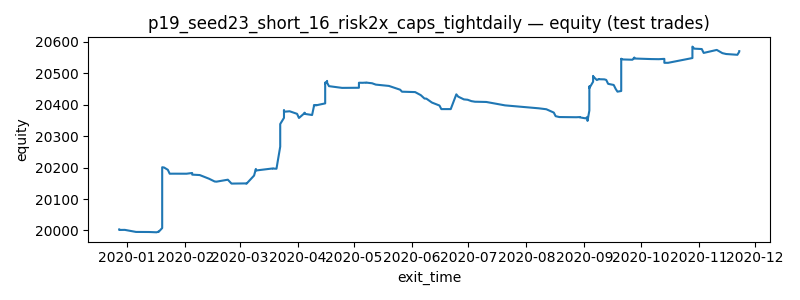 p19_seed23_short_16_risk2x_caps_tightdaily — equity (test trades)
equity
20600
20500
20400
20300
20200
20100
20000
2020-01 2020-02 2020-03 2020-04 2020-05 2020-06 2020-07 2020-08 2020-09 2020-10 2020-11 2020-12
exit_time